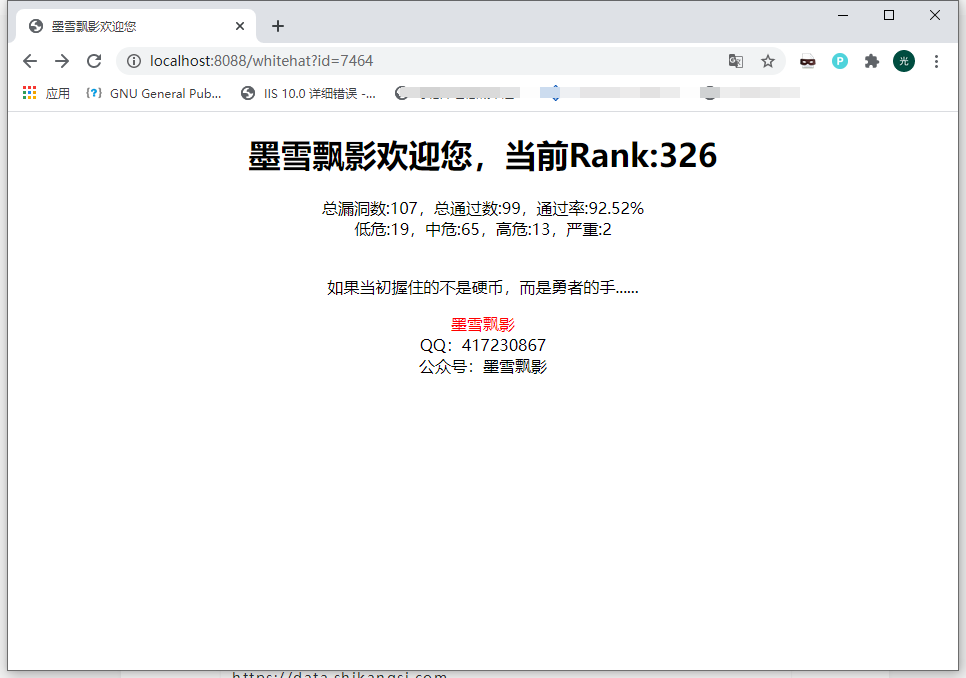 墨雪飘影欢迎您
localhost:8088/whitehat?id=7464
P
光
应用
GNU General Pub...
IIS 10.0 详细错误 -...
墨雪飘影欢迎您，当前Rank:326
总漏洞数:107，总通过数:99，通过率:92.52%
低危:19，中危:65，高危:13，严重:2
如果当初握住的不是硬币，而是勇者的手......
墨雪飘影
QQ：417230867
公众号：墨雪飘影
https://data.shikangsi.com